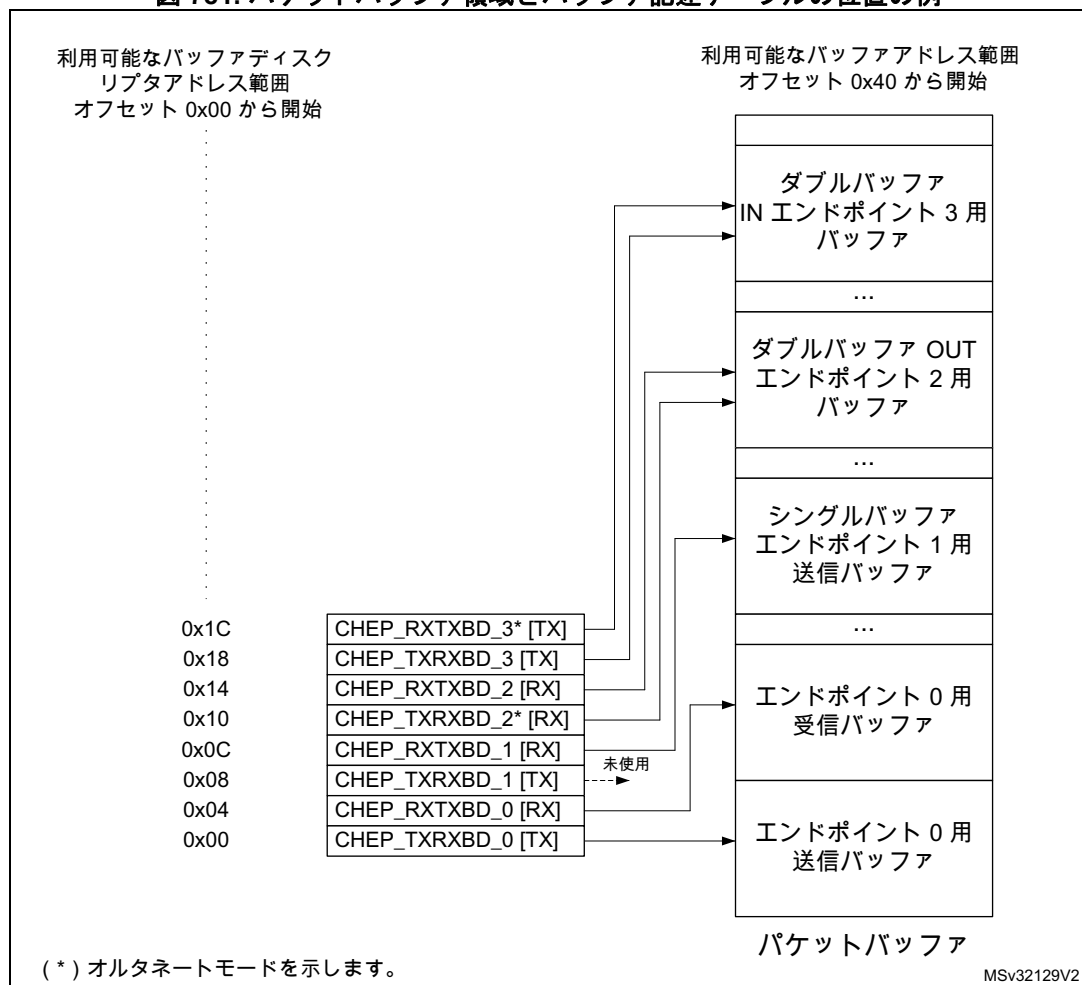 利用可能なバッファディスク
リプタアドレス範囲
オフセット 0x00 から開始
利用可能なバッファアドレス範囲
オフセット 0x40 から開始
ダブルバッファ
IN エンドポイント 3 用
バッファ
...
ダブルバッファ OUT
エンドポイント 2 用
バッファ
...
シングルバッファ
エンドポイント 1 用
送信バッファ
...
エンドポイント 0 用
受信バッファ
エンドポイント 0 用
送信バッファ
パケットバッファ
0x1C CHEP_RXTXBD_3* [TX]
0x18 CHEP_TXRXBD_3 [TX]
0x14 CHEP_RXTXBD_2 [RX]
0x10 CHEP_TXRXBD_2* [RX]
0x0C CHEP_RXTXBD_1 [RX]
0x08 CHEP_TXRXBD_1 [TX] 未使用
0x04 CHEP_RXTXBD_0 [RX]
0x00 CHEP_TXRXBD_0 [TX]
(*) オルタネートモードを示します。
MSv32129V2